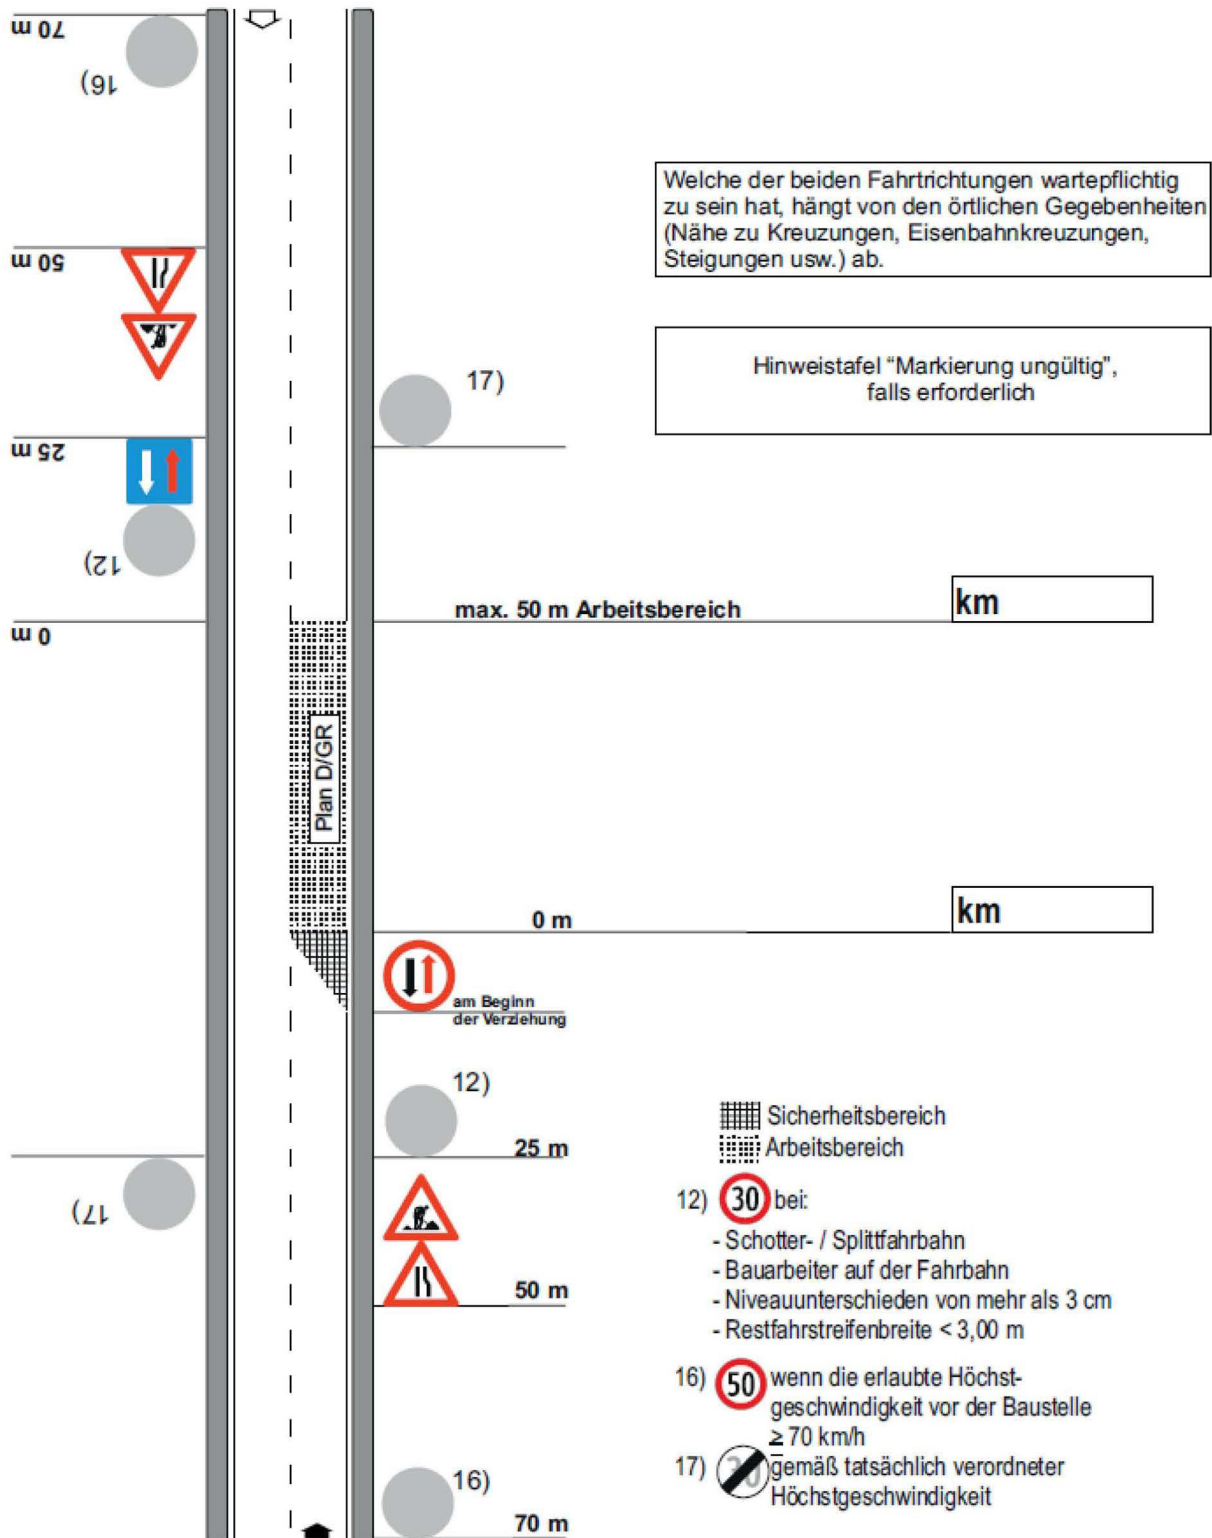 70 m
16)
50 m
25 m
12)
0 m
17)
Welche der beiden Fahrtrichtungen wartepflichtig
zu sein hat, hängt von den örtlichen Gegebenheiten
(Nähe zu Kreuzungen, Eisenbahnkreuzungen,
Steigungen usw.) ab.
Hinweistafel “Markierung ungültig”,
falls erforderlich
17)
max. 50 m Arbeitsbereich
km
Plan D/GR
0 m
km
am Beginn
der Verziehung
12)
25 m
50 m
16)
70 m
Sicherheitsbereich
Arbeitsbereich
12) 30 bei:
- Schotter- / Splittfahrbahn
- Bauarbeiter auf der Fahrbahn
- Niveauunterschieden von mehr als 3 cm
- Restfahrstreifenbreite < 3,00 m
16) 50 wenn die erlaubte Höchst-
geschwindigkeit vor der Baustelle
≥ 70 km/h
17) 30 gemäß tatsächlich verordneter
Höchstgeschwindigkeit